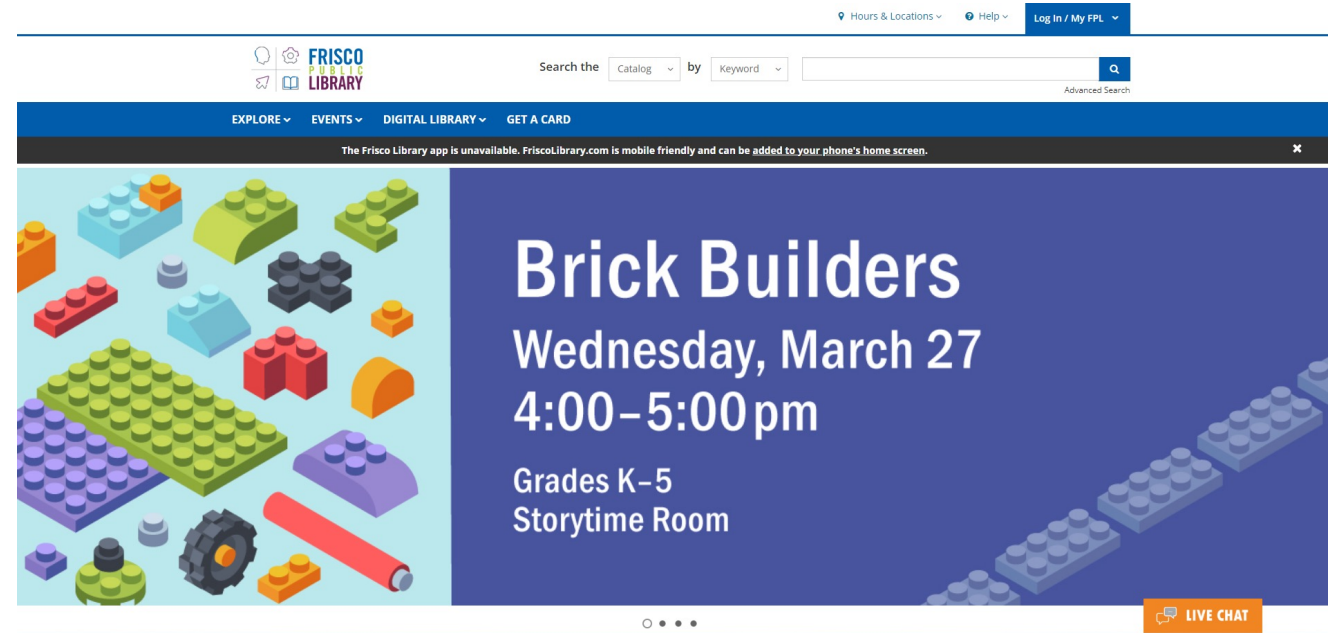 Hours & Locations
Help
Log In / My FPL
FRISCO
PUBLIC
LIBRARY
Search the Catalog by Keyword
Advanced Search
EXPLORE EVENTS DIGITAL LIBRARY GET A CARD
The Frisco Library app is unavailable. FriscoLibrary.com is mobile friendly and can be added to your phone's home screen.
Brick Builders
Wednesday, March 27
4:00–5:00 pm
Grades K–5
Storytime Room
LIVE CHAT